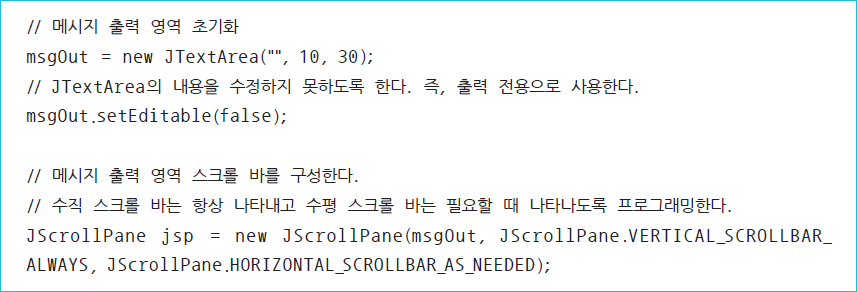 // 메시지 출력 영역 초기화
msgOut = new JTextArea("", 10, 30);
// JTextArea의 내용을 수정하지 못하도록 한다. 즉, 출력 전용으로 사용한다.
msgOut.setEditable(false);
// 메시지 출력 영역 스크롤 바를 구성한다.
// 수직 스크롤 바는 항상 나타내고 수평 스크롤 바는 필요할 때 나타나도록 프로그래밍한다.
JScrollPane jsp = new JScrollPane(msgOut, JScrollPane.VERTICAL_SCROLLBAR_
ALWAYS, JScrollPane.HORIZONTAL_SCROLLBAR_AS_NEEDED);